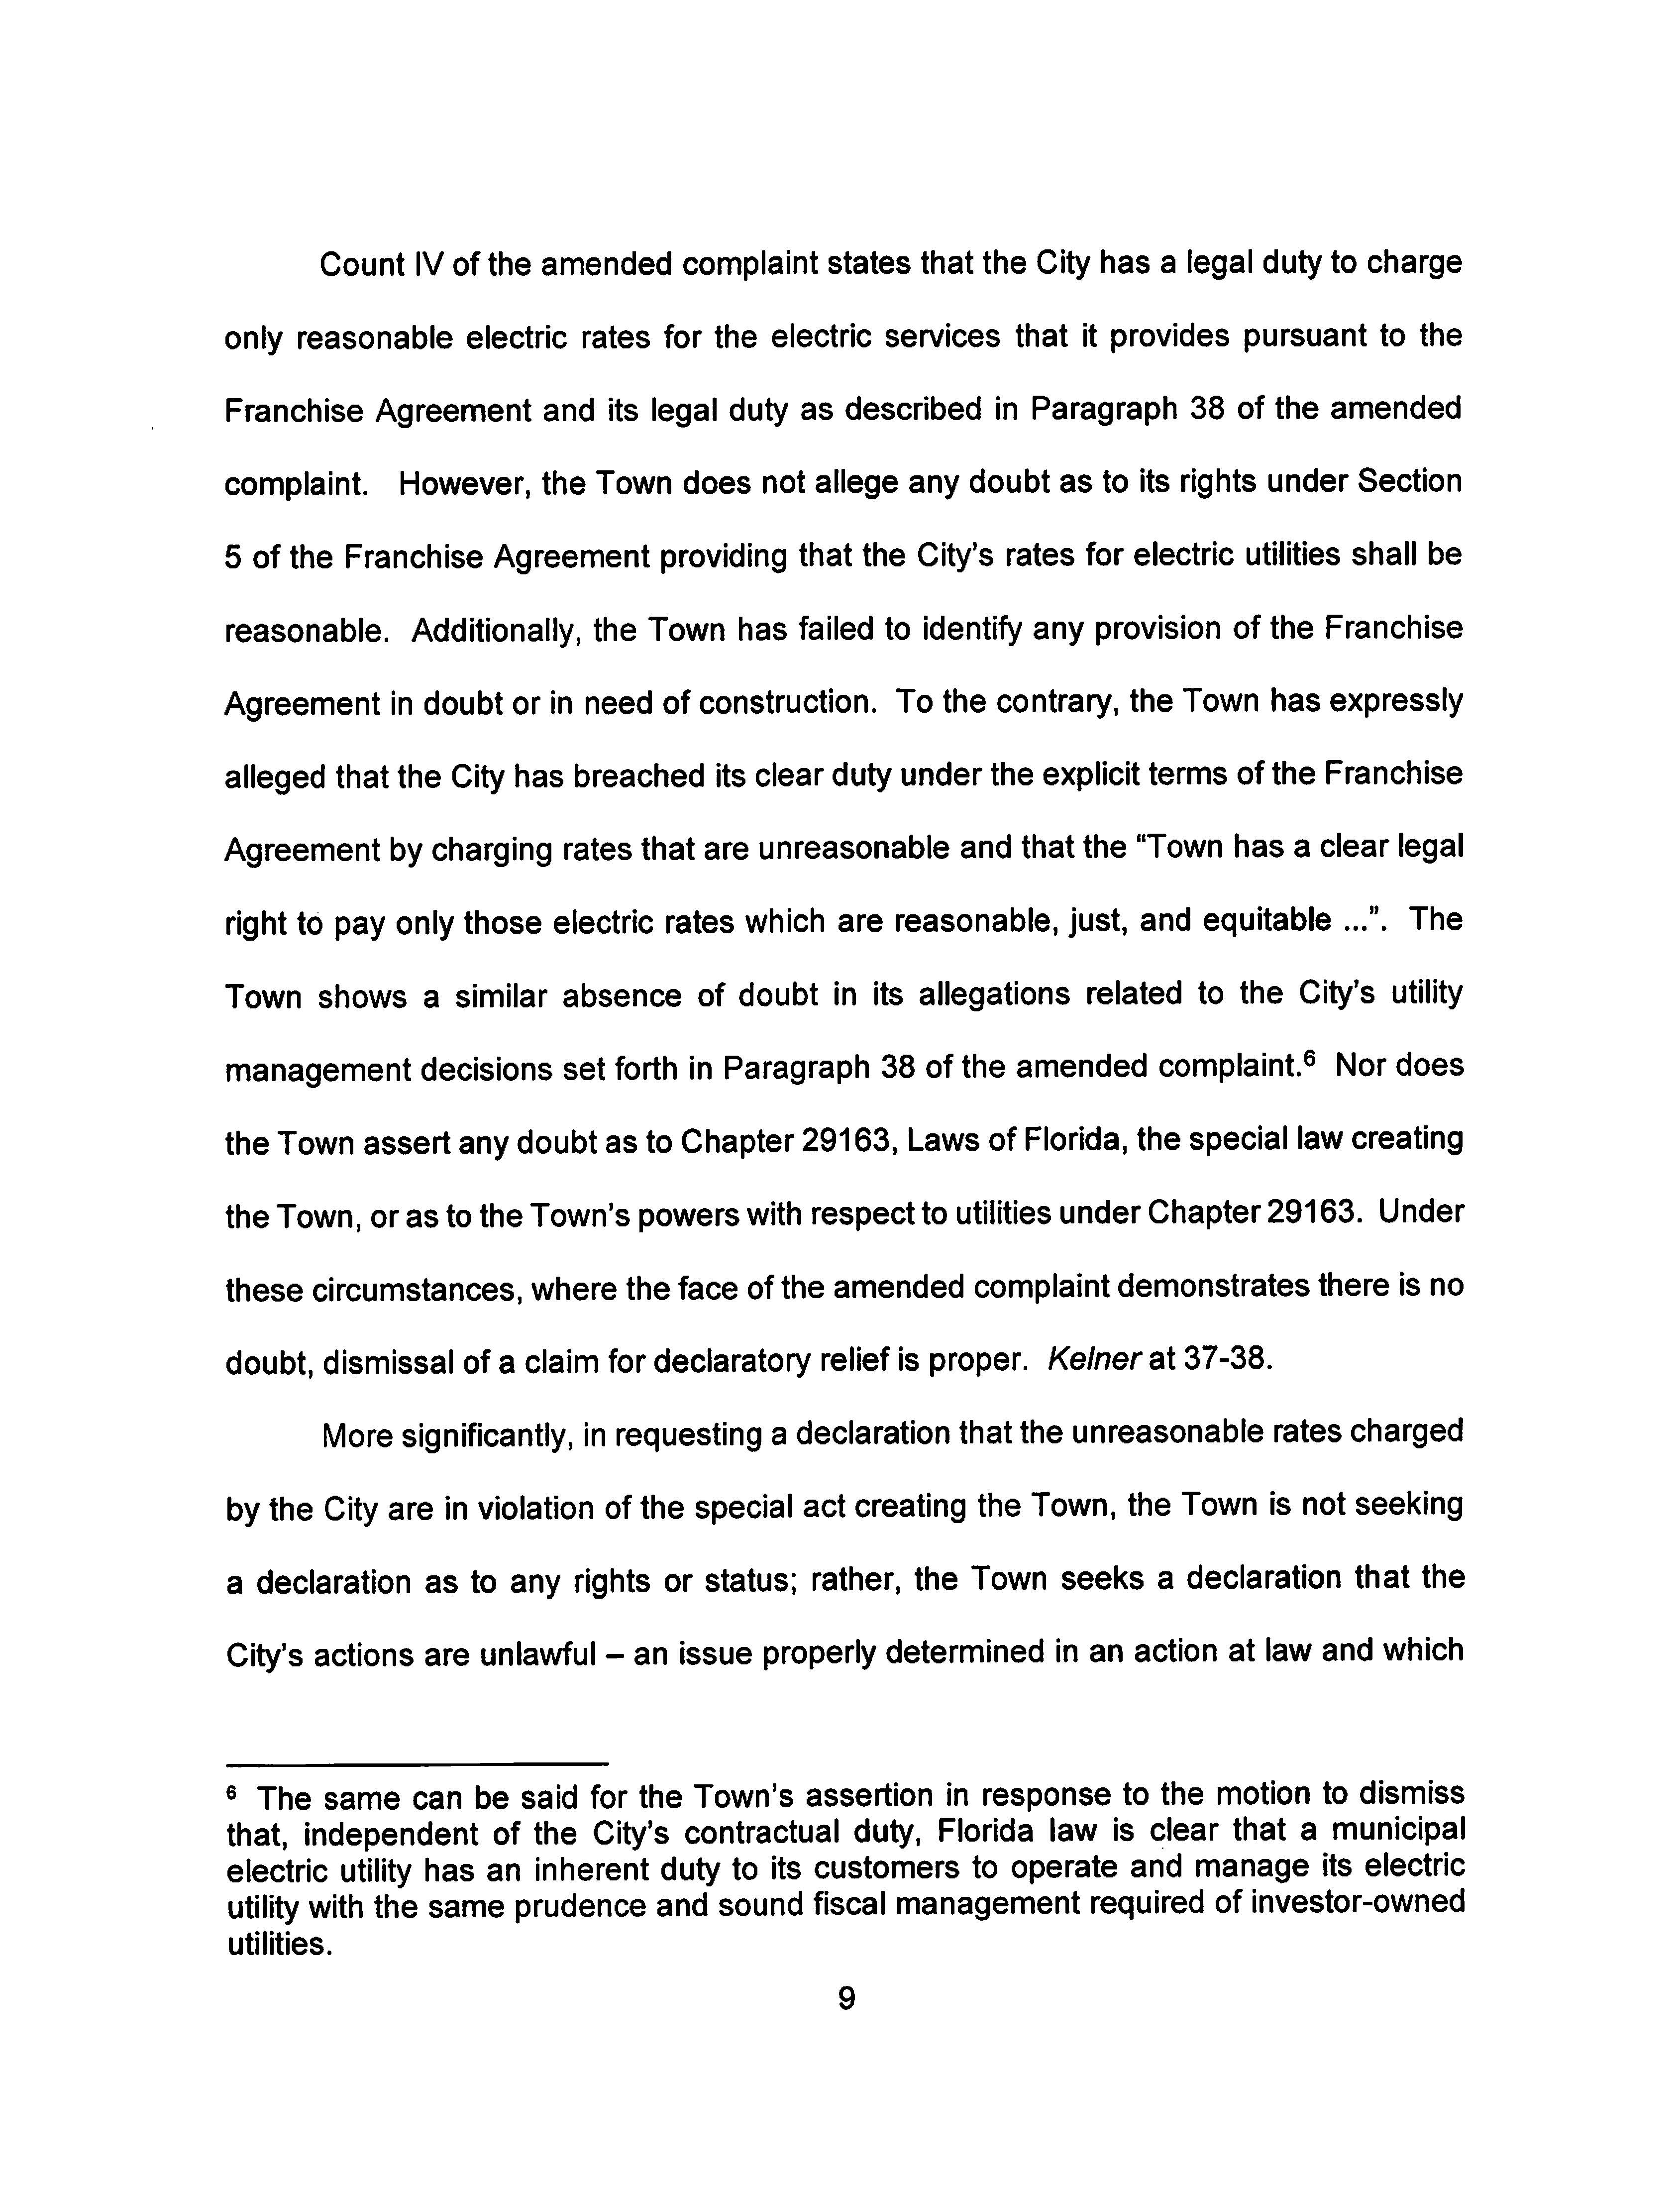 Count IV of the amended complaint states that the City has a legal duty to charge
only reasonable electric rates for the electric services that it provides pursuant to the
Franchise Agreement and its legal duty as described in Paragraph 38 of the amended
complaint. However, the Town does not allege any doubt as to its rights under Section
5 of the Franchise Agreement providing that the City's rates for electric utilities shall be
reasonable. Additionally, the Town has failed to identify any provision of the Franchise
Agreement in doubt or in need of construction. To the contrary, the Town has expressly
alleged that the City has breached its clear duty under the explicit terms of the Franchise
Agreement by charging rates that are unreasonable and that the “Town has a clear legal
right to pay only those electric rates which are reasonable, just, and equitable ...”. The
Town shows a similar absence of doubt in its allegations related to the City's utility
management decisions set forth in Paragraph 38 of the amended complaint.⁶ Nor does
the Town assert any doubt as to Chapter 29163, Laws of Florida, the special law creating
the Town, or as to the Town's powers with respect to utilities under Chapter 29163. Under
these circumstances, where the face of the amended complaint demonstrates there is no
doubt, dismissal of a claim for declaratory relief is proper. Kelner at 37-38.
More significantly, in requesting a declaration that the unreasonable rates charged
by the City are in violation of the special act creating the Town, the Town is not seeking
a declaration as to any rights or status; rather, the Town seeks a declaration that the
City's actions are unlawful – an issue properly determined in an action at law and which
⁶ The same can be said for the Town's assertion in response to the motion to dismiss
that, independent of the City's contractual duty, Florida law is clear that a municipal
electric utility has an inherent duty to its customers to operate and manage its electric
utility with the same prudence and sound fiscal management required of investor-owned
utilities.
9